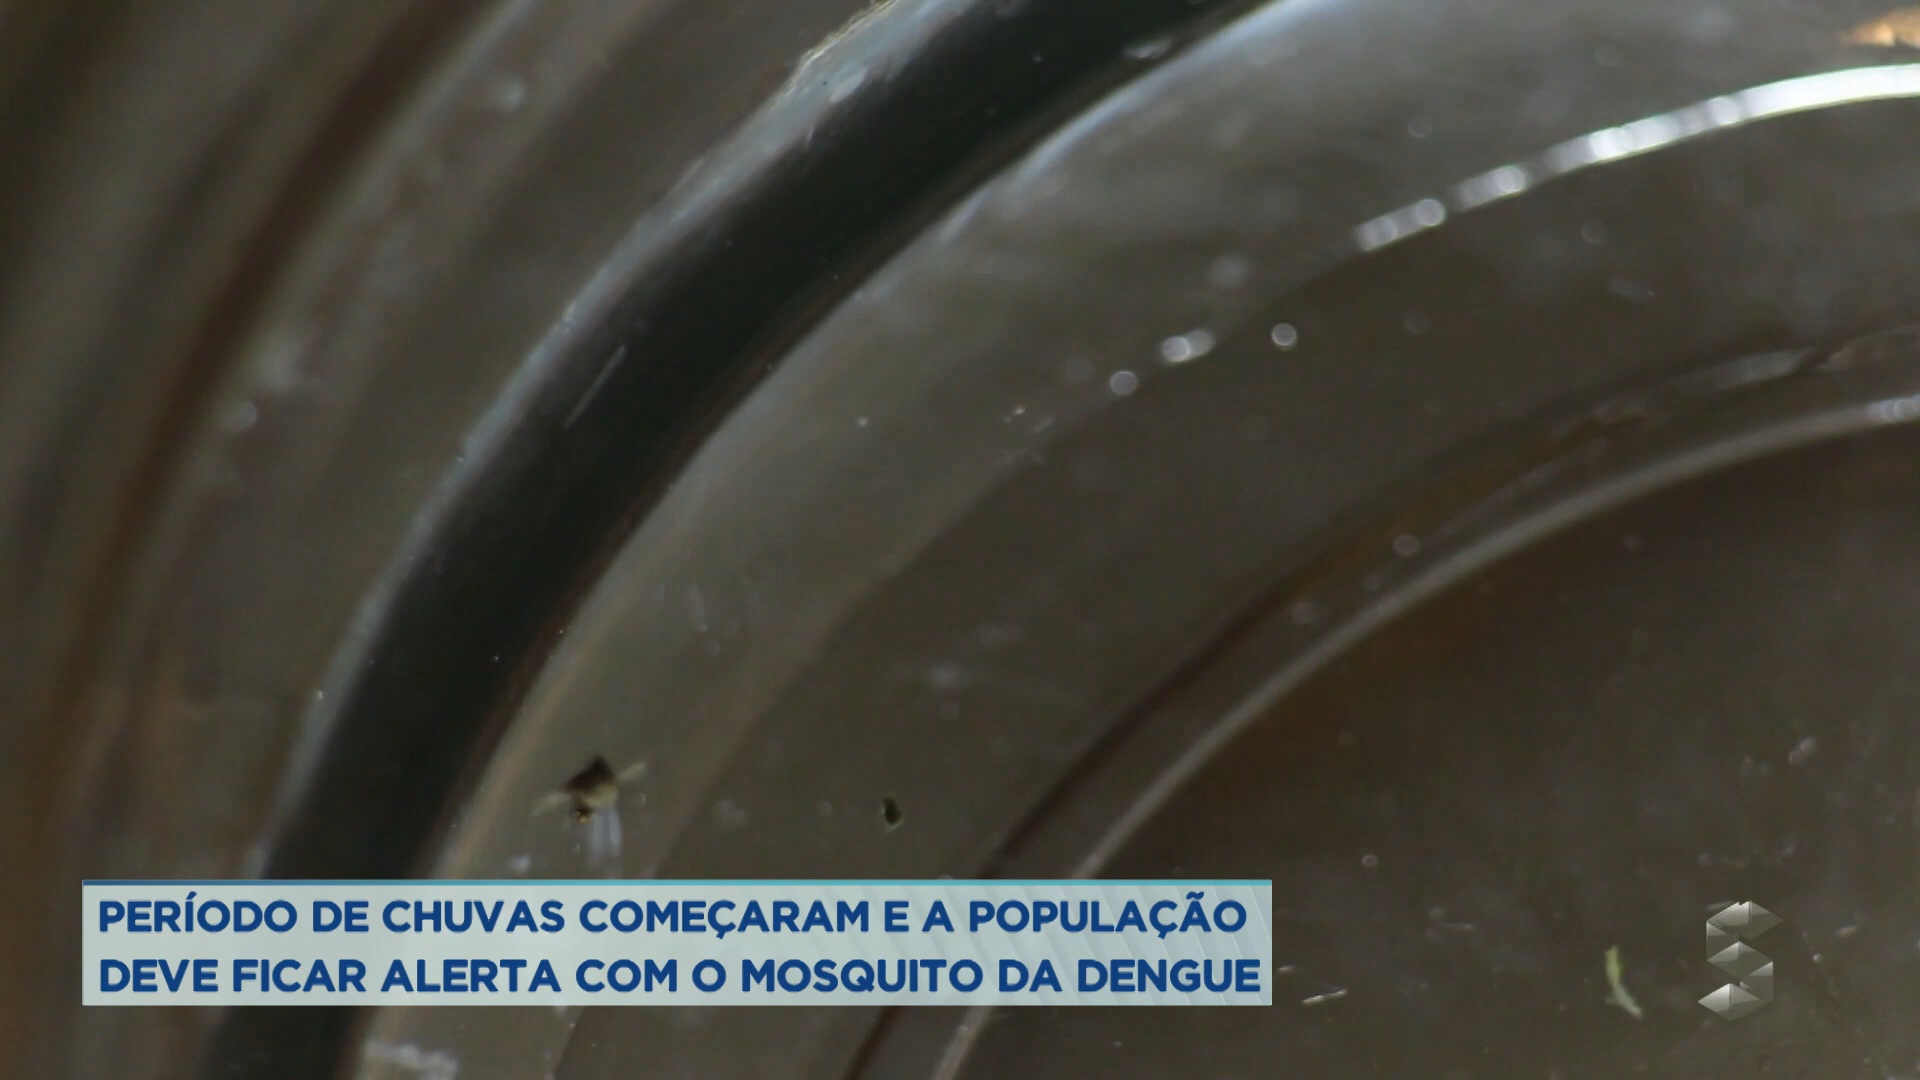 PERÍODO DE CHUVAS COMEÇARAM E A POPULAÇÃO
DEVE FICAR ALERTA COM O MOSQUITO DA DENGUE